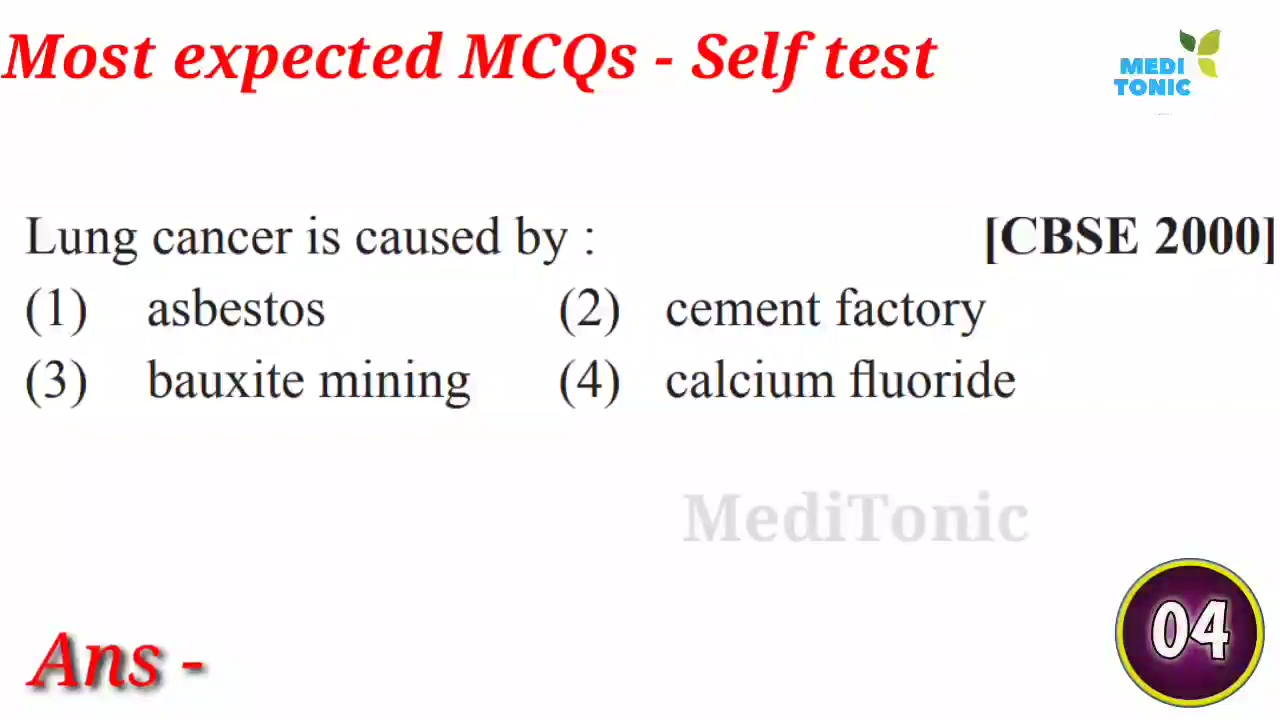 Most expected MCQs - Self test
MEDI
TONIC
Lung cancer is caused by : [CBSE 2000]
(1) asbestos (2) cement factory
(3) bauxite mining (4) calcium fluoride
MediTonic
04
Ans -